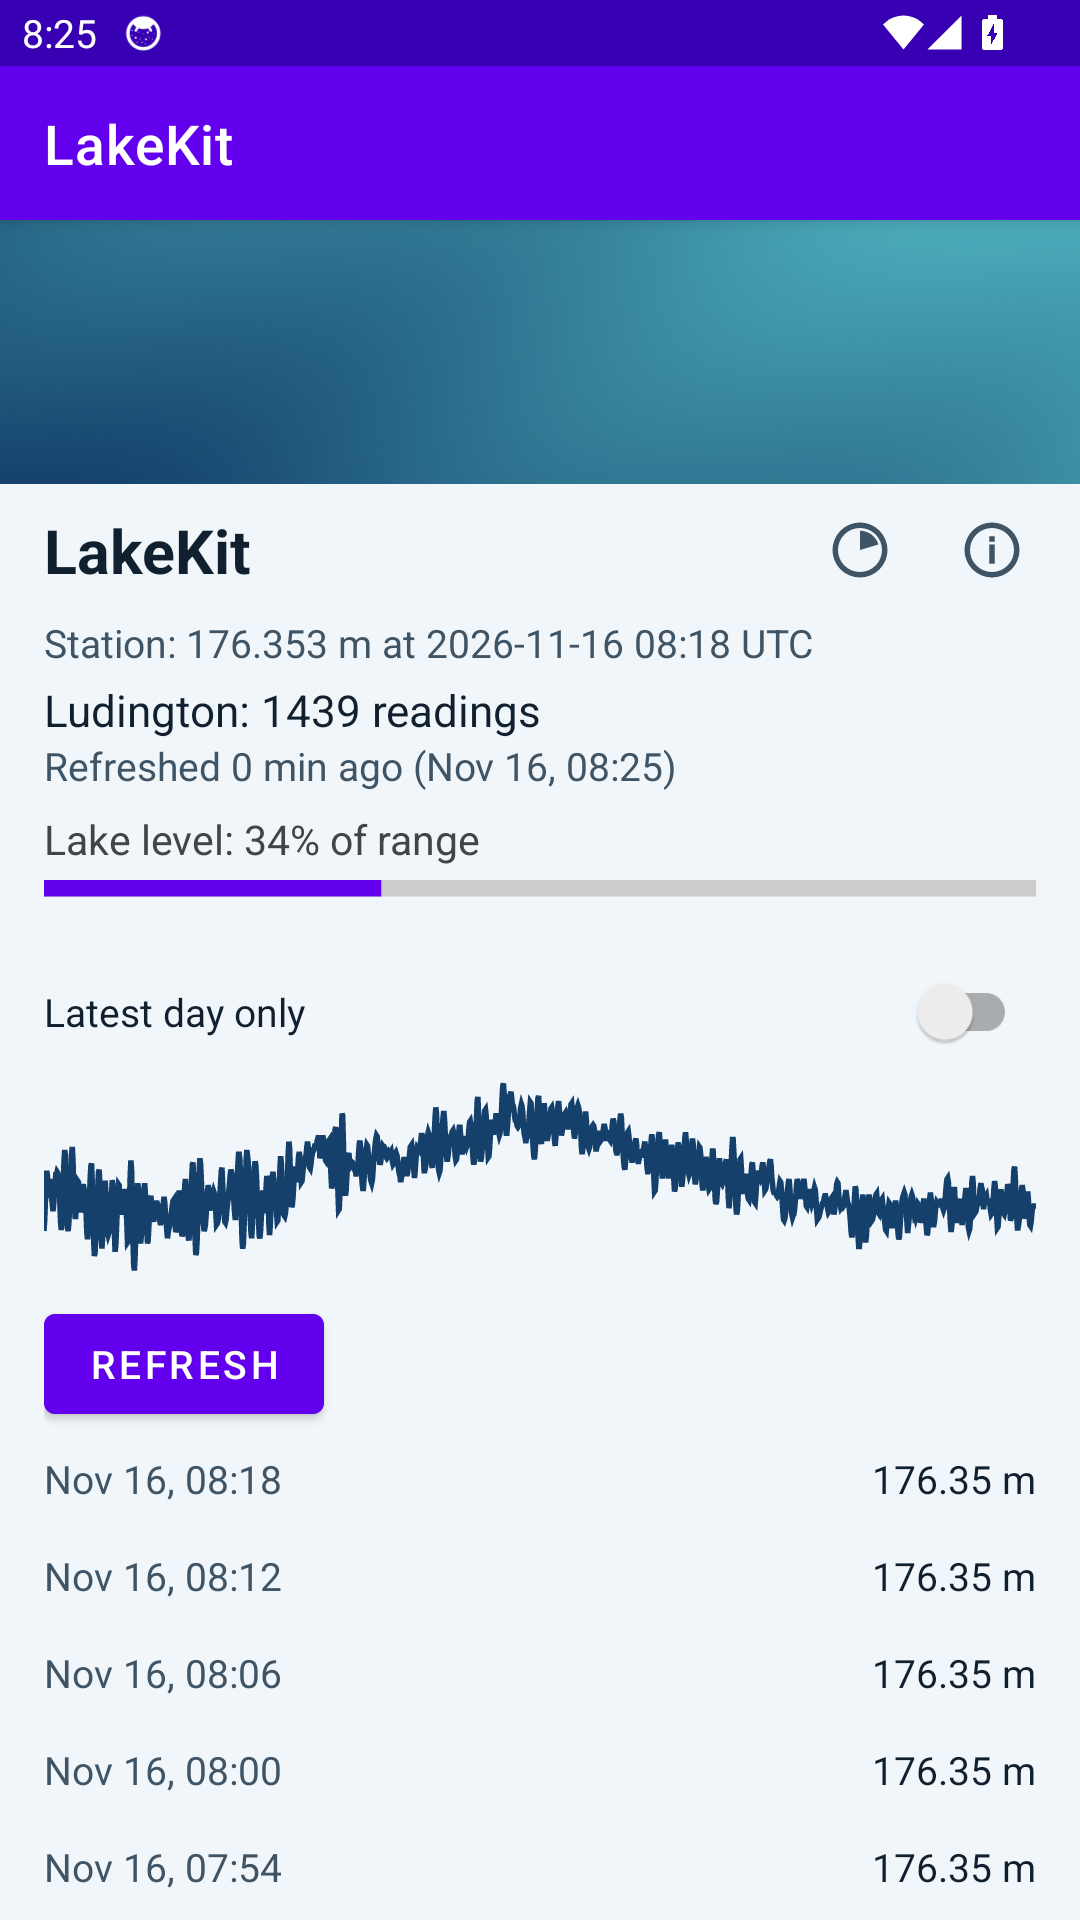 8:25
LakeKit
LakeKit
Station: 176.353 m at 2026-11-16 08:18 UTC
Ludington: 1439 readings
Refreshed 0 min ago (Nov 16, 08:25)
Lake level: 34% of range
Latest day only
REFRESH
Nov 16, 08:18 176.35 m
Nov 16, 08:12 176.35 m
Nov 16, 08:06 176.35 m
Nov 16, 08:00 176.35 m
Nov 16, 07:54 176.35 m